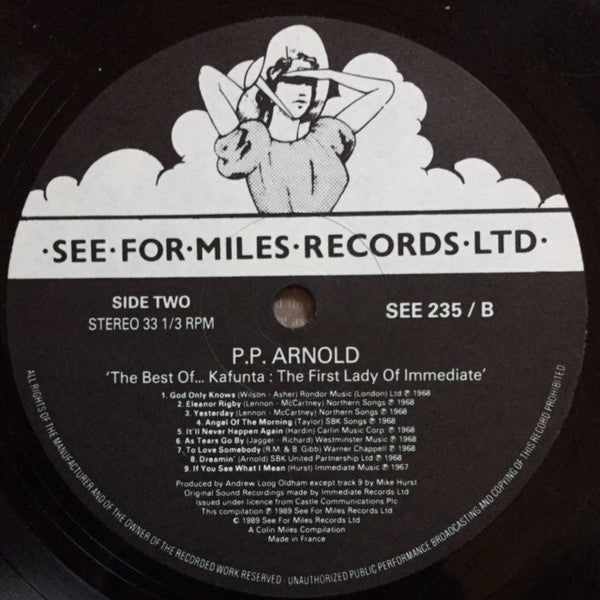 ·SEE·FOR·MILES·RECORDS·LTD·
SIDE TWO
STEREO 33 1/3 RPM
SEE 235 / B
P.P. ARNOLD
'The Best Of... Kafunta : The First Lady Of Immediate'
1. God Only Knows (Wilson - Asher) Rondor Music (London) Ltd ℗ 1968
2. Eleanor Rigby (Lennon - McCartney) Northern Songs ℗ 1968
3. Yesterday (Lennon - McCartney) Northern Songs ℗ 1968
4. Angel Of The Morning (Taylor) SBK Songs ℗ 1968
5. It'll Never Happen Again (Hardin) Carlin Music Corp. ℗ 1968
6. As Tears Go By (Jagger - Richard) Westminster Music ℗ 1968
7. To Love Somebody (R.M. & B. Gibb) Warner Chappell ℗ 1968
8. Dreamin' (Arnold) SBK United Partnership Ltd ℗ 1968
9. If You See What I Mean (Hurst) Immediate Music ℗ 1967
Produced by Andrew Loog Oldham except track 9 by Mike Hurst
Original Sound Recordings made by Immediate Records Ltd
Issued under licence from Castle Communications Plc
This compilation ℗ 1989 See For Miles Records Ltd
© 1989 See For Miles Records Ltd
A Colin Miles Compilation
Made in France
ALL RIGHTS OF THE MANUFACTURER AND OF THE OWNER OF THE RECORDED WORK RESERVED · UNAUTHORIZED PUBLIC PERFORMANCE BROADCASTING AND COPYING OF THIS RECORD PROHIBITED